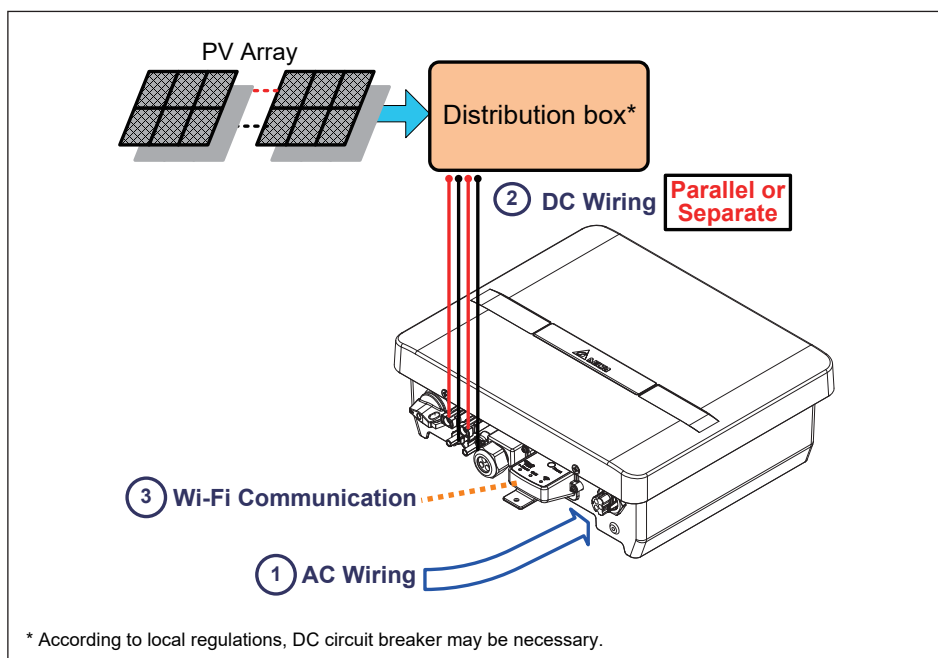 PV Array
Distribution box*
2 DC Wiring
Parallel or
Separate
3 Wi-Fi Communication
1 AC Wiring
* According to local regulations, DC circuit breaker may be necessary.